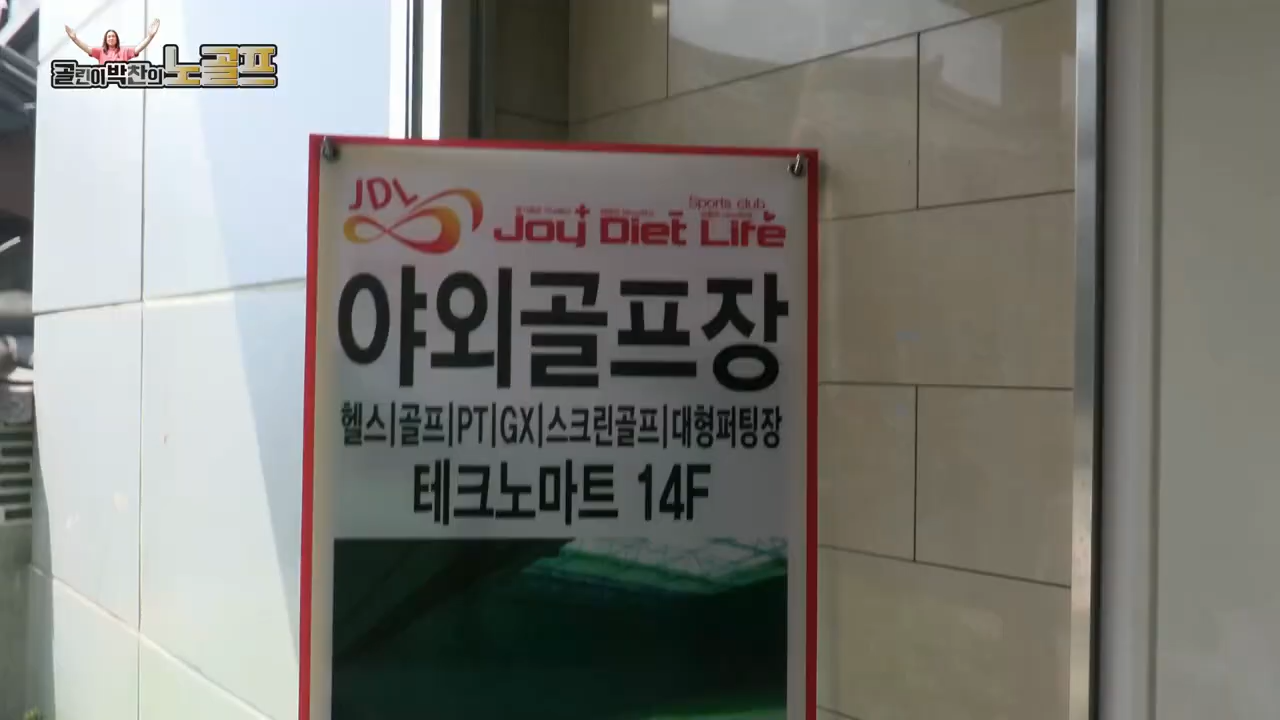 골린이박찬의노골프
JDL
Sports club
Joy+ Diet- Life
야외골프장
헬스|골프|PT|GX|스크린골프|대형퍼팅장
테크노마트 14F